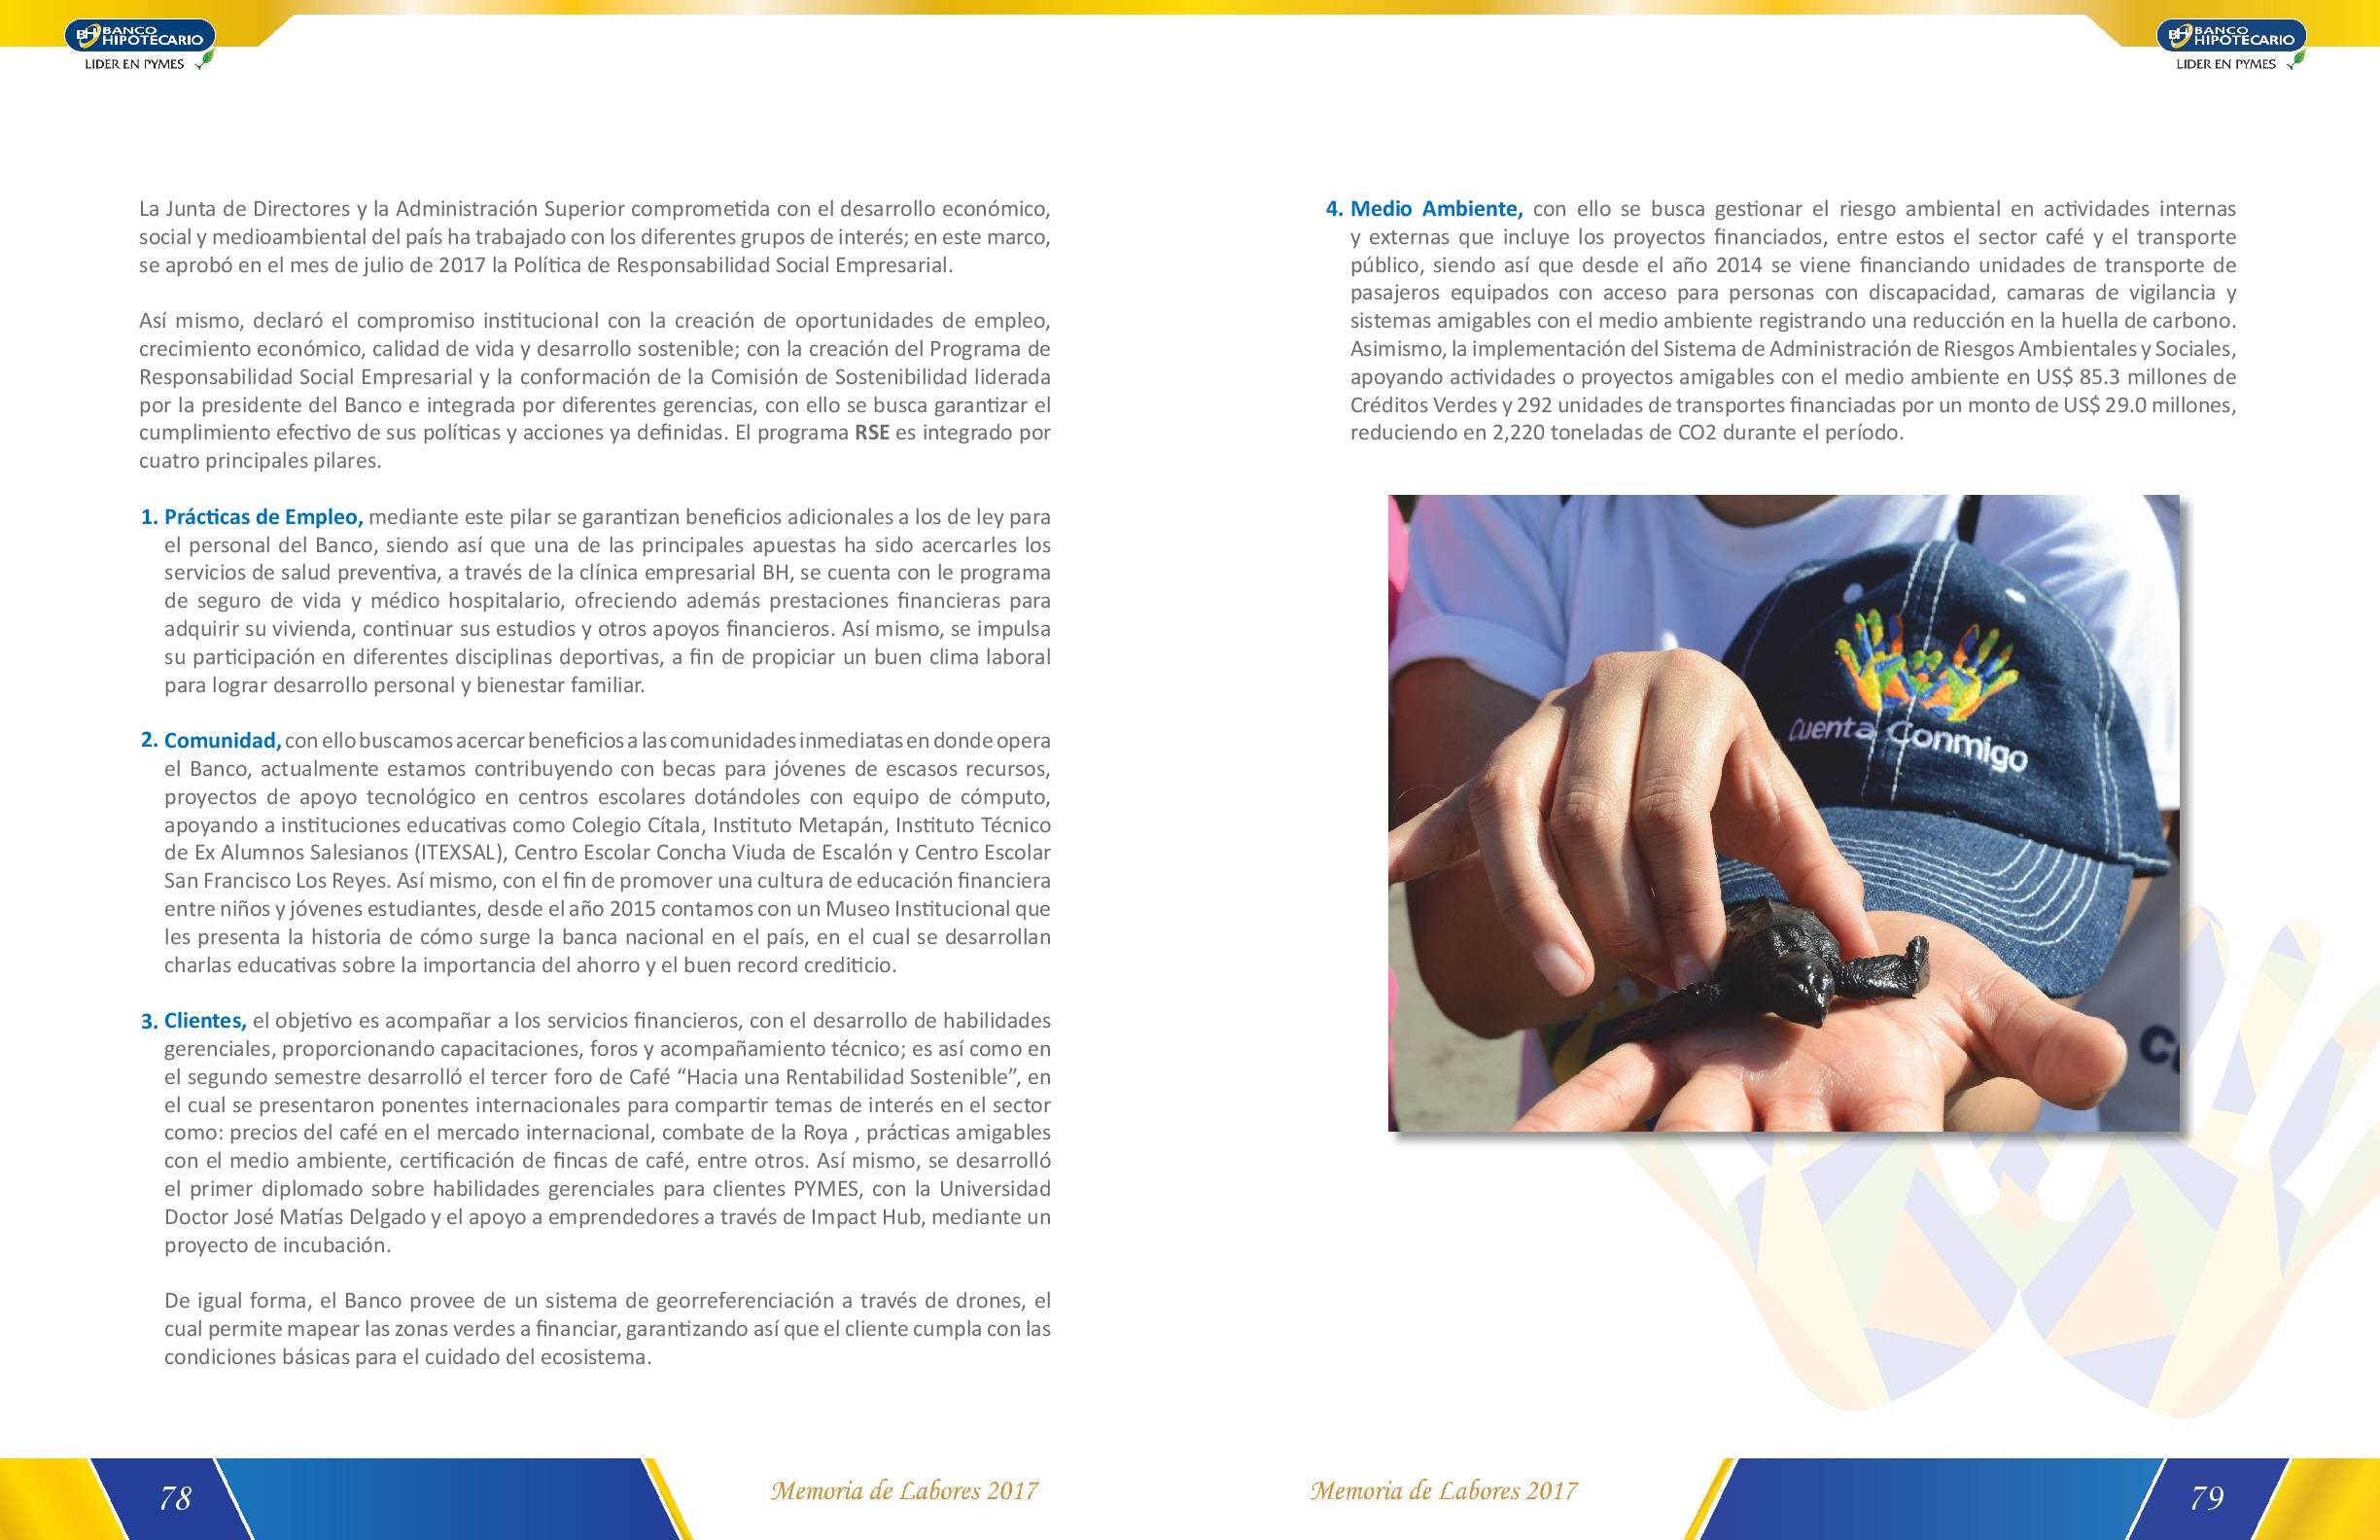 BH BANCO
HIPOTECARIO
LIDER EN PYMES
BH BANCO
HIPOTECARIO
LIDER EN PYMES
La Junta de Directores y la Administración Superior comprometida con el desarrollo económico,
social y medioambiental del país ha trabajado con los diferentes grupos de interés; en este marco,
se aprobó en el mes de julio de 2017 la Política de Responsabilidad Social Empresarial.
Así mismo, declaró el compromiso institucional con la creación de oportunidades de empleo,
crecimiento económico, calidad de vida y desarrollo sostenible; con la creación del Programa de
Responsabilidad Social Empresarial y la conformación de la Comisión de Sostenibilidad liderada
por la presidente del Banco e integrada por diferentes gerencias, con ello se busca garantizar el
cumplimiento efectivo de sus políticas y acciones ya definidas. El programa RSE es integrado por
cuatro principales pilares.
1. Prácticas de Empleo, mediante este pilar se garantizan beneficios adicionales a los de ley para
el personal del Banco, siendo así que una de las principales apuestas ha sido acercarles los
servicios de salud preventiva, a través de la clínica empresarial BH, se cuenta con le programa
de seguro de vida y médico hospitalario, ofreciendo además prestaciones financieras para
adquirir su vivienda, continuar sus estudios y otros apoyos financieros. Así mismo, se impulsa
su participación en diferentes disciplinas deportivas, a fin de propiciar un buen clima laboral
para lograr desarrollo personal y bienestar familiar.
2. Comunidad, con ello buscamos acercar beneficios a las comunidades inmediatas en donde opera
el Banco, actualmente estamos contribuyendo con becas para jóvenes de escasos recursos,
proyectos de apoyo tecnológico en centros escolares dotándoles con equipo de cómputo,
apoyando a instituciones educativas como Colegio Cítala, Instituto Metapán, Instituto Técnico
de Ex Alumnos Salesianos (ITEXSAL), Centro Escolar Concha Viuda de Escalón y Centro Escolar
San Francisco Los Reyes. Así mismo, con el fin de promover una cultura de educación financiera
entre niños y jóvenes estudiantes, desde el año 2015 contamos con un Museo Institucional que
les presenta la historia de cómo surge la banca nacional en el país, en el cual se desarrollan
charlas educativas sobre la importancia del ahorro y el buen record crediticio.
3. Clientes, el objetivo es acompañar a los servicios financieros, con el desarrollo de habilidades
gerenciales, proporcionando capacitaciones, foros y acompañamiento técnico; es así como en
el segundo semestre desarrolló el tercer foro de Café “Hacia una Rentabilidad Sostenible”, en
el cual se presentaron ponentes internacionales para compartir temas de interés en el sector
como: precios del café en el mercado internacional, combate de la Roya , prácticas amigables
con el medio ambiente, certificación de fincas de café, entre otros. Así mismo, se desarrolló
el primer diplomado sobre habilidades gerenciales para clientes PYMES, con la Universidad
Doctor José Matías Delgado y el apoyo a emprendedores a través de Impact Hub, mediante un
proyecto de incubación.
De igual forma, el Banco provee de un sistema de georreferenciación a través de drones, el
cual permite mapear las zonas verdes a financiar, garantizando así que el cliente cumpla con las
condiciones básicas para el cuidado del ecosistema.
78
Memoria de Labores 2017
4. Medio Ambiente, con ello se busca gestionar el riesgo ambiental en actividades internas
y externas que incluye los proyectos financiados, entre estos el sector café y el transporte
público, siendo así que desde el año 2014 se viene financiando unidades de transporte de
pasajeros equipados con acceso para personas con discapacidad, camaras de vigilancia y
sistemas amigables con el medio ambiente registrando una reducción en la huella de carbono.
Asimismo, la implementación del Sistema de Administración de Riesgos Ambientales y Sociales,
apoyando actividades o proyectos amigables con el medio ambiente en US$ 85.3 millones de
Créditos Verdes y 292 unidades de transportes financiadas por un monto de US$ 29.0 millones,
reduciendo en 2,220 toneladas de CO2 durante el período.
Cuenta Conmigo
Memoria de Labores 2017
79